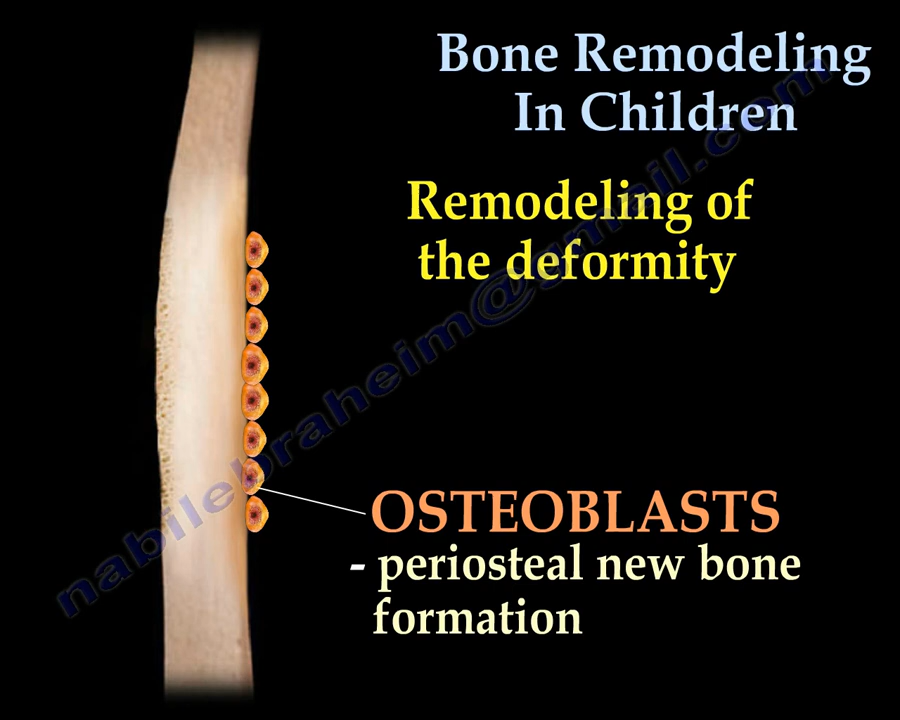 Bone Remodeling
In Children
Remodeling of
the deformity
OSTEOBLASTS
- periosteal new bone
formation
nabilebraheim@gmail.com